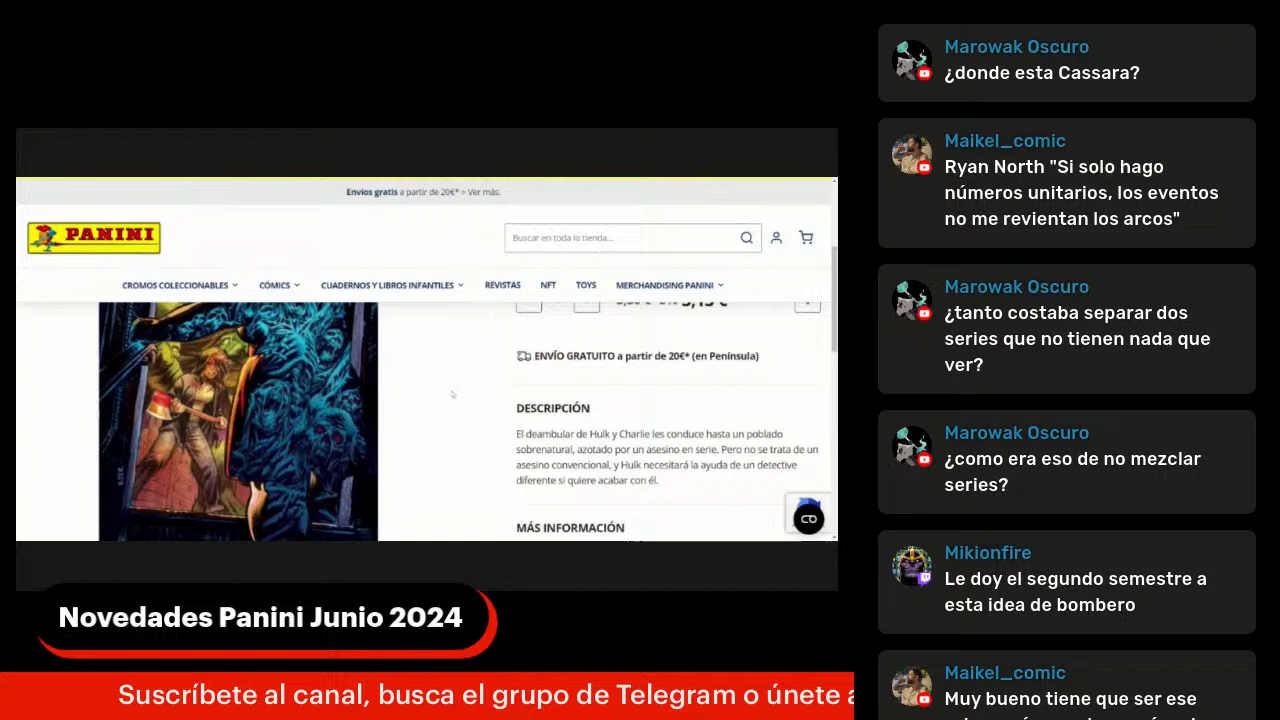 Envíos gratis a partir de 20€* > Ver más.
PANINI
Buscar en toda la tienda...
CROMOS COLECCIONABLES
CÓMICS
CUADERNOS Y LIBROS INFANTILES
REVISTAS
NFT
TOYS
MERCHANDISING PANINI
ENVÍO GRATUITO a partir de 20€* (en Península)
DESCRIPCIÓN
El deambular de Hulk y Charlie les conduce hasta un poblado
sobrenatural, azotado por un asesino en serie. Pero no se trata de un
asesino convencional, y Hulk necesitará la ayuda de un detective
diferente si quiere acabar con él.
MÁS INFORMACIÓN
Novedades Panini Junio 2024
Suscríbete al canal, busca el grupo de Telegram o únete a
Marowak Oscuro
¿donde esta Cassara?
Maikel_comic
Ryan North "Si solo hago
números unitarios, los eventos
no me revientan los arcos"
Marowak Oscuro
¿tanto costaba separar dos
series que no tienen nada que
ver?
Marowak Oscuro
¿como era eso de no mezclar
series?
Mikionfire
Le doy el segundo semestre a
esta idea de bombero
Maikel_comic
Muy bueno tiene que ser ese